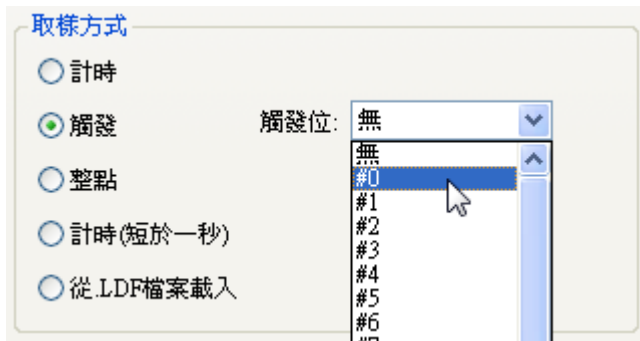 取樣方式
計時
觸發 觸發位: 無
無
#0
整點
#1
#2
計時(短於一秒)
#3
#4
從.LDF檔案載入
#5
#6